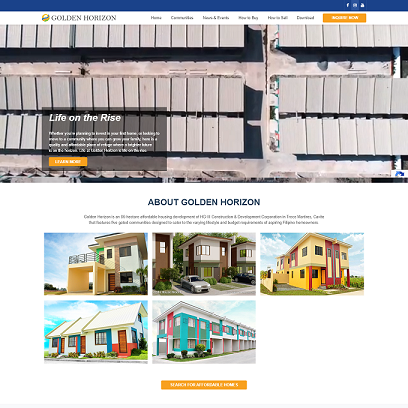 GOLDEN HORIZON
Home Communities News & Events How to Buy How to Sell Download INQUIRE NOW
Life on the Rise
Whether you're planning to invest in your first home, or looking to
move to a community where you can grow your family, here is a
quality and affordable place of refuge where a brighter future
is on the horizon. Life at Golden Horizon is life on the rise.
LEARN MORE
ABOUT GOLDEN HORIZON
Golden Horizon is an 86-hectare affordable housing development of HG III Construction & Development Corporation in Trece Martires, Cavite
that features five gated communities designed to cater to the varying lifestyle and budget requirements of aspiring Filipino homeowners.
SEARCH FOR AFFORDABLE HOMES